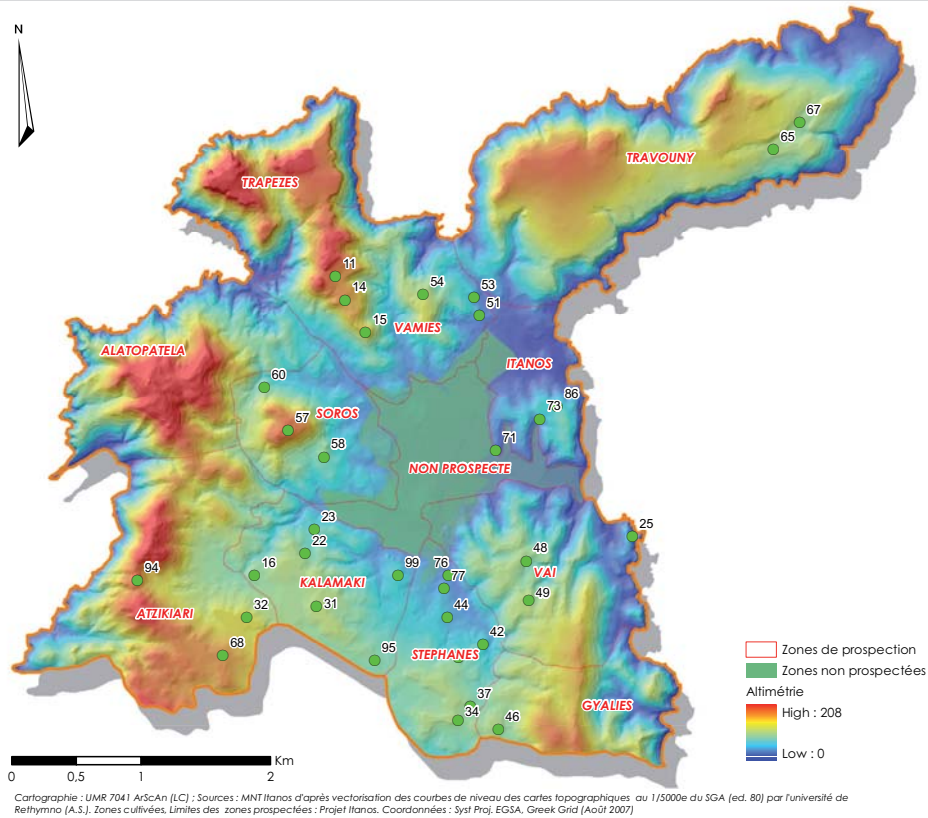 N
67
65
TRAVOUNY
TRAPEZES
11
14
54
53
51
15
VAMIES
ALATOPATELA
ITANOS
60
86
73
57
SOROS
58
71
NON PROSPECTE
23
25
22
48
16
99
76
VAI
94
KALAMAKI
77
49
31
ATZIKIARI
32
44
42
68
95
STEPHANES
37
34
46
GYALIES
Zones de prospection
Zones non prospectées
Altimétrie
High : 208
Low : 0
Km
0 0,5 1 2
Cartographie : UMR 7041 ArScAn (LC) ; Sources : MNT Itanos d'après vectorisation des courbes de niveau des cartes topographiques au 1/5000e du SGA (ed. 80) par l'université de
Rethymno (A.S.). Zones cultivées, Limites des zones prospectées : Projet Itanos. Coordonnées : Syst Proj. EGSA, Greek Grid (Août 2007)